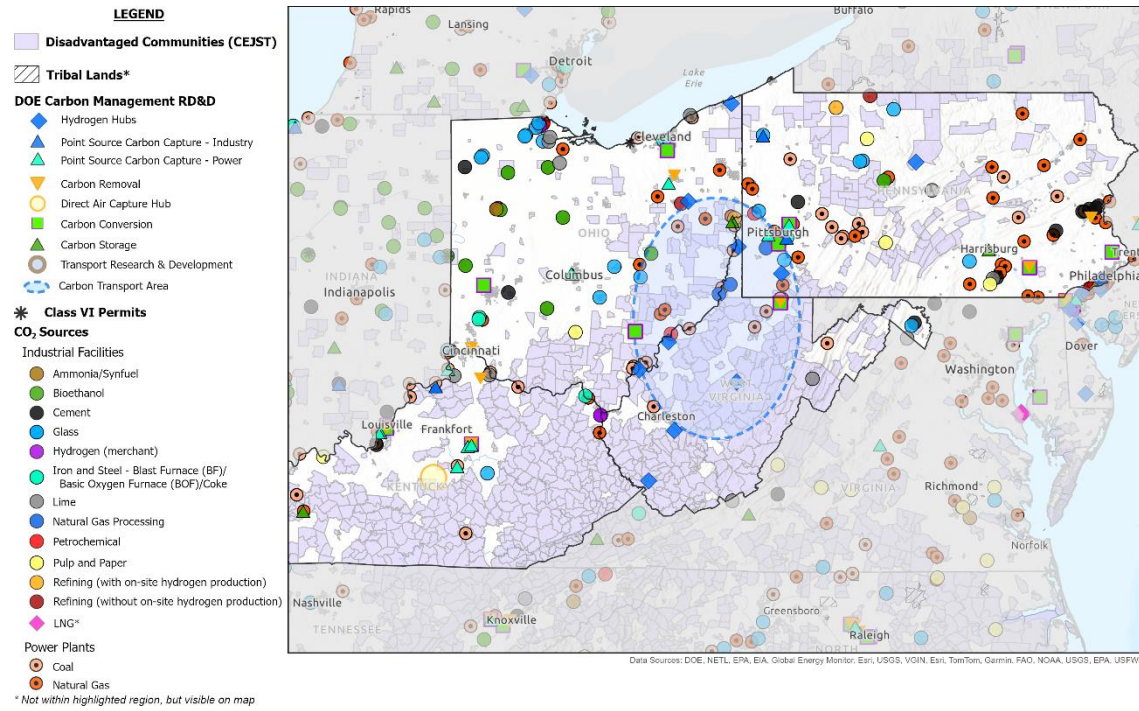 LEGEND
Disadvantaged Communities (CEJST)
Tribal Lands*
DOE Carbon Management RD&D
Hydrogen Hubs
Point Source Carbon Capture - Industry
Point Source Carbon Capture - Power
Carbon Removal
Direct Air Capture Hub
Carbon Conversion
Carbon Storage
Transport Research & Development
Carbon Transport Area
Class VI Permits
CO₂ Sources
Industrial Facilities
Ammonia/Synfuel
Bioethanol
Cement
Glass
Hydrogen (merchant)
Iron and Steel - Blast Furnace (BF)/
Basic Oxygen Furnace (BOF)/Coke
Lime
Natural Gas Processing
Petrochemical
Pulp and Paper
Refining (with on-site hydrogen production)
Refining (without on-site hydrogen production)
LNG*
Power Plants
Coal
Natural Gas
* Not within highlighted region, but visible on map
Rapids
Lansing
Buffalo
Detroit
Lake
Erie
Cleveland
PENNSYLVANIA
OHIO
Pittsburgh
Harrisburg
Trent
Philadelphia
INDIANA
Indianapolis
Columbus
Dover
Cincinnati
Washington
WEST
VIRGINIA
Charleston
Louisville
Frankfort
KENTUCKY
VIRGINIA
Richmond
Norfolk
Nashville
TENNESSEE
Knoxville
Greensboro
Raleigh
NORTH
Data Sources: DOE, NETL, EPA, EIA, Global Energy Monitor, Esri, USGS, VGIN, Esri, TomTom, Garmin, FAO, NOAA, USGS, EPA, USFW